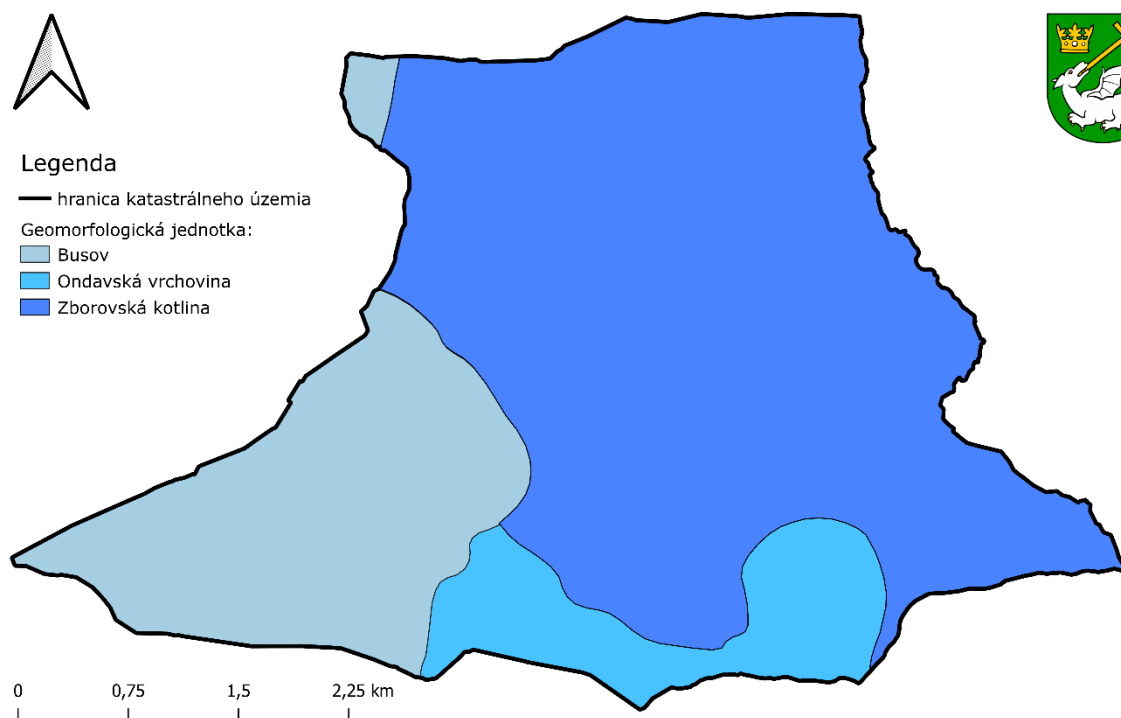 Legenda
hranica katastrálneho územia
Geomorfologická jednotka:
Busov
Ondavská vrchovina
Zborovská kotlina
0 0,75 1,5 2,25 km